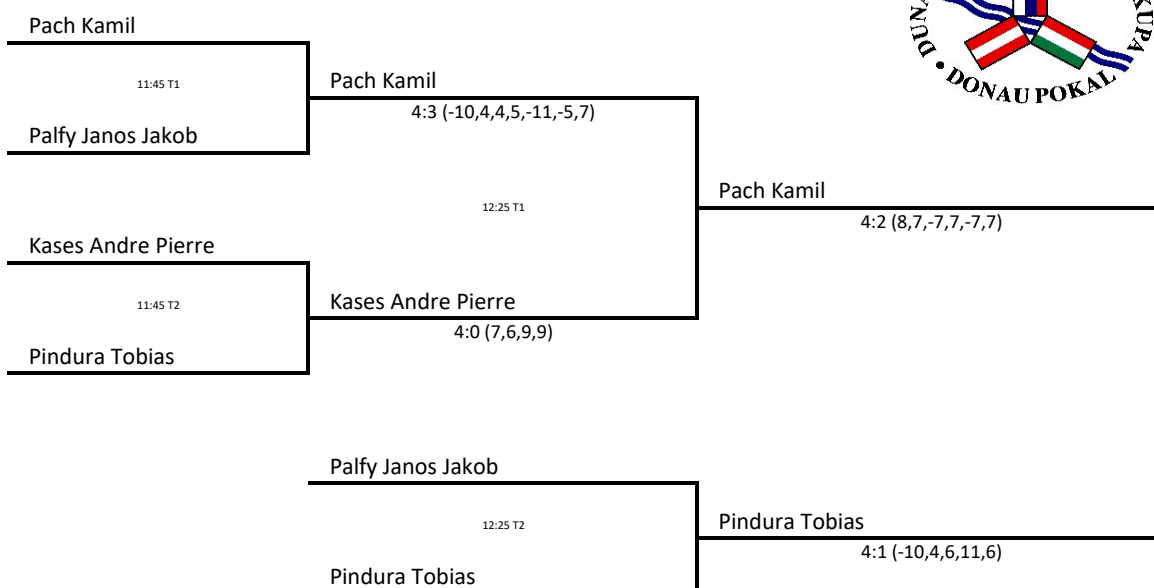 Pach Kamil
11:45 T1
Palfy Janos Jakob
Pach Kamil
4:3 (-10,4,4,5,-11,-5,7)
Kases Andre Pierre
11:45 T2
Pindura Tobias
Kases Andre Pierre
4:0 (7,6,9,9)
12:25 T1
Pach Kamil
4:2 (8,7,-7,7,-7,7)
Palfy Janos Jakob
12:25 T2
Pindura Tobias
Pindura Tobias
4:1 (-10,4,6,11,6)
• DONAU POKAL
KUPA